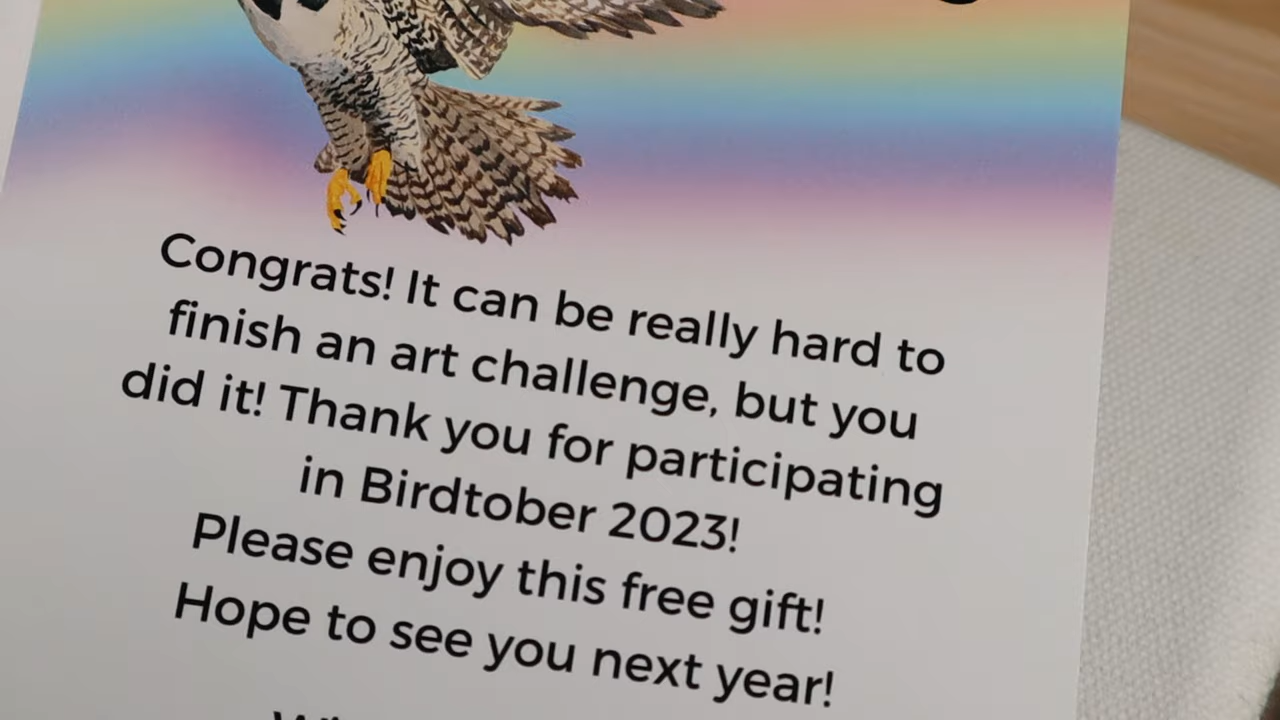 Congrats! It can be really hard to
finish an art challenge, but you
did it! Thank you for participating
in Birdtober 2023!
Please enjoy this free gift!
Hope to see you next year!